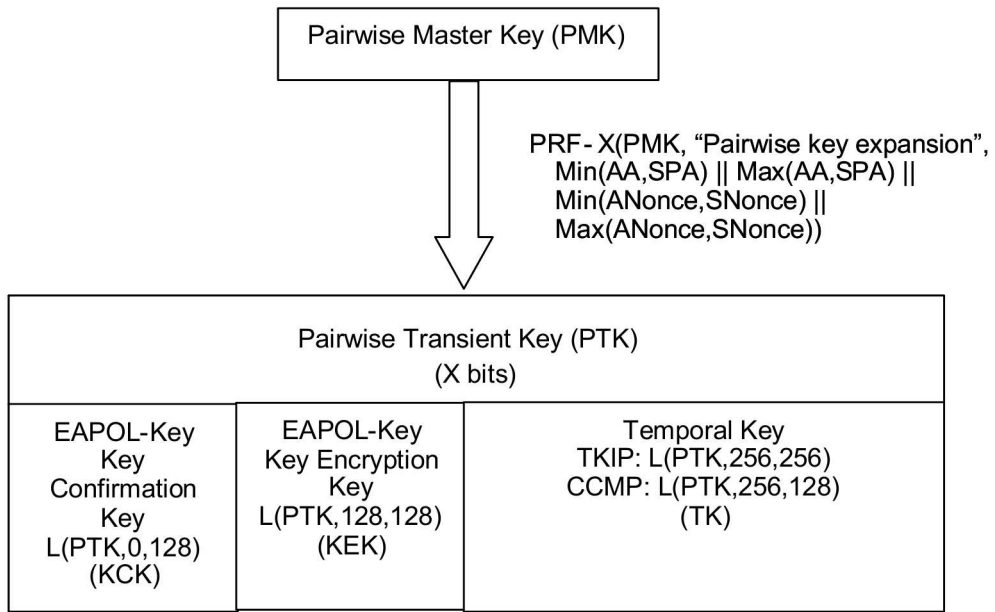 Pairwise Master Key (PMK)
PRF- X(PMK, “Pairwise key expansion”,
Min(AA,SPA) || Max(AA,SPA) ||
Min(ANonce,SNonce) ||
Max(ANonce,SNonce))
Pairwise Transient Key (PTK)
(X bits)
EAPOL-Key
Key
Confirmation
Key
L(PTK,0,128)
(KCK)
EAPOL-Key
Key Encryption
Key
L(PTK,128,128)
(KEK)
Temporal Key
TKIP: L(PTK,256,256)
CCMP: L(PTK,256,128)
(TK)